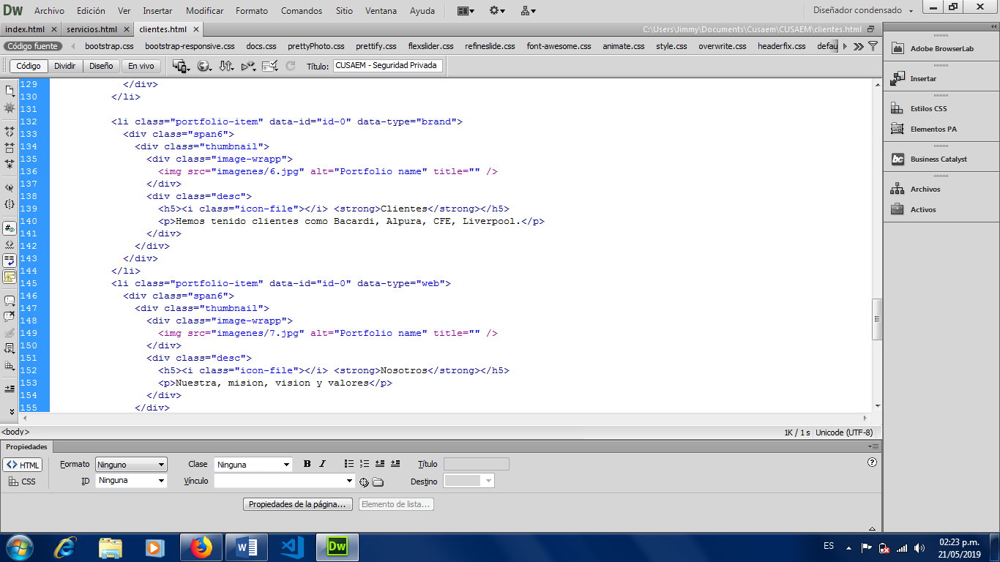 Dw Archivo Edición Ver Insertar Modificar Formato Comandos Sitio Ventana Ayuda Diseñador condensado
index.html servicios.html clientes.html C:\Users\Jimmy\Documents\Cusaem\CUSAEM\clientes.html
Código fuente bootstrap.css bootstrap-responsive.css docs.css prettyPhoto.css prettify.css flexslider.css refineslide.css font-awesome.css animate.css style.css overwrite.css headerfix.css defau
Código Dividir Diseño En vivo Título: CUSAEM - Seguridad Privada
129 </div>
130 </li>
131
132 <li class="portfolio-item" data-id="id-0" data-type="brand">
133 <div class="span6">
134 <div class="thumbnail">
135 <div class="image-wrapp">
136 <img src="imagenes/6.jpg" alt="Portfolio name" title="" />
137 </div>
138 <div class="desc">
139 <h5><i class="icon-file"></i> <strong>Clientes</strong></h5>
140 <p>Hemos tenido clientes como Bacardi, Alpura, CFE, Liverpool.</p>
141 </div>
142 </div>
143 </div>
144 </li>
145 <li class="portfolio-item" data-id="id-0" data-type="web">
146 <div class="span6">
147 <div class="thumbnail">
148 <div class="image-wrapp">
149 <img src="imagenes/7.jpg" alt="Portfolio name" title="" />
150 </div>
151 <div class="desc">
152 <h5><i class="icon-file"></i> <strong>Nosotros</strong></h5>
153 <p>Nuestra, mision, vision y valores</p>
154 </div>
155 </div>
<body> 1K / 1 s Unicode (UTF-8)
Adobe BrowserLab
Insertar
Estilos CSS
Elementos PA
bc Business Catalyst
Archivos
Activos
Propiedades
<> HTML Formato Ninguno Clase Ninguna B I Título
CSS ID Ninguna Vínculo Destino
Propiedades de la página... Elemento de lista...
Dw ES 02:23 p.m.
21/05/2019